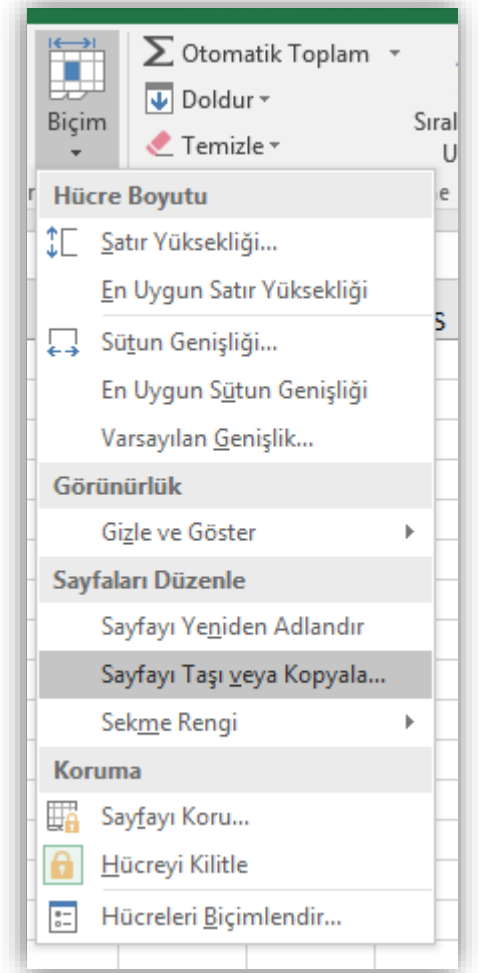 Otomatik Toplam
Biçim
Doldur
Temizle
Sıral
U
e
Hücre Boyutu
Satır Yüksekliği...
En Uygun Satır Yüksekliği
S
Sütun Genişliği...
En Uygun Sütun Genişliği
Varsayılan Genişlik...
Görünürlük
Gizle ve Göster
Sayfaları Düzenle
Sayfayı Yeniden Adlandır
Sayfayı Taşı veya Kopyala...
Sekme Rengi
Koruma
Sayfayı Koru...
Hücreyi Kilitle
Hücreleri Biçimlendir...